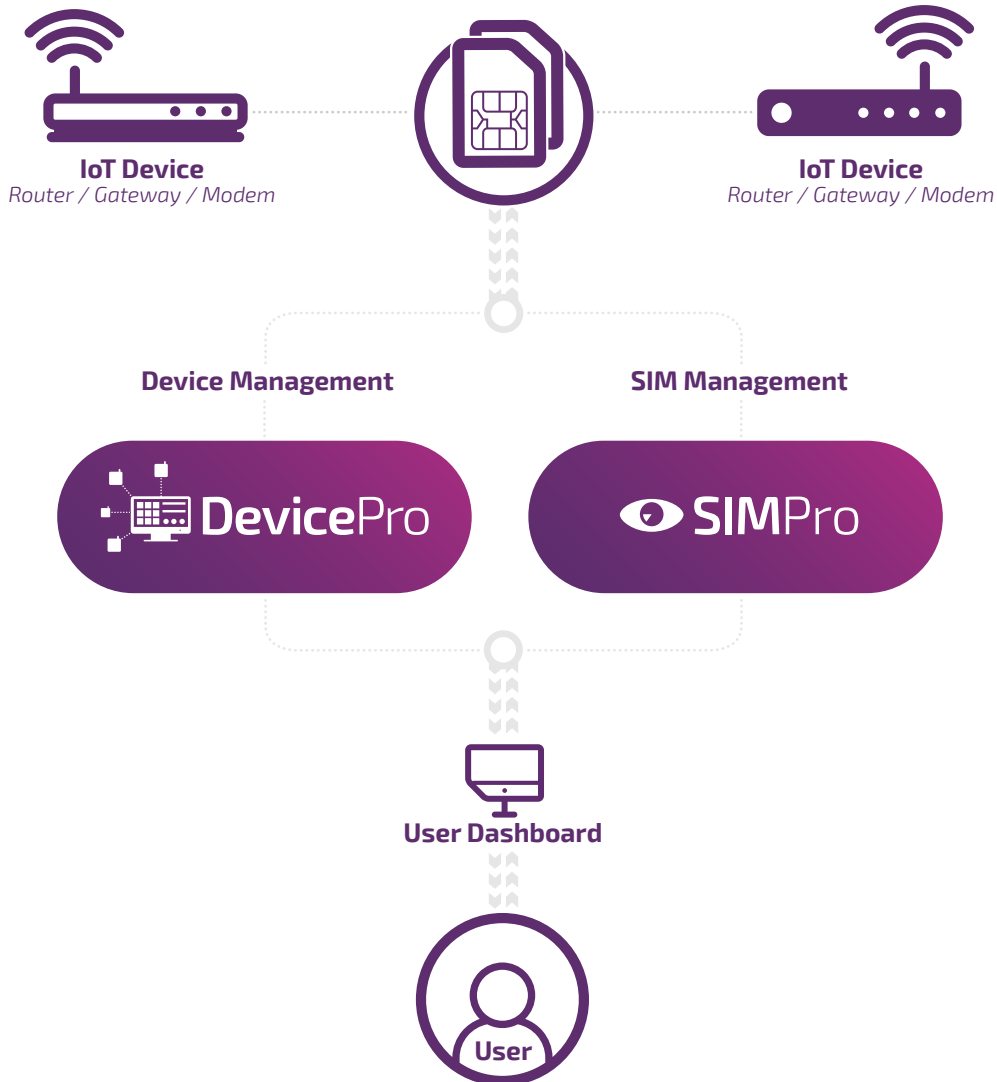 IoT Device
Router / Gateway / Modem
IoT Device
Router / Gateway / Modem
Device Management
SIM Management
DevicePro
SIMPro
User Dashboard
User